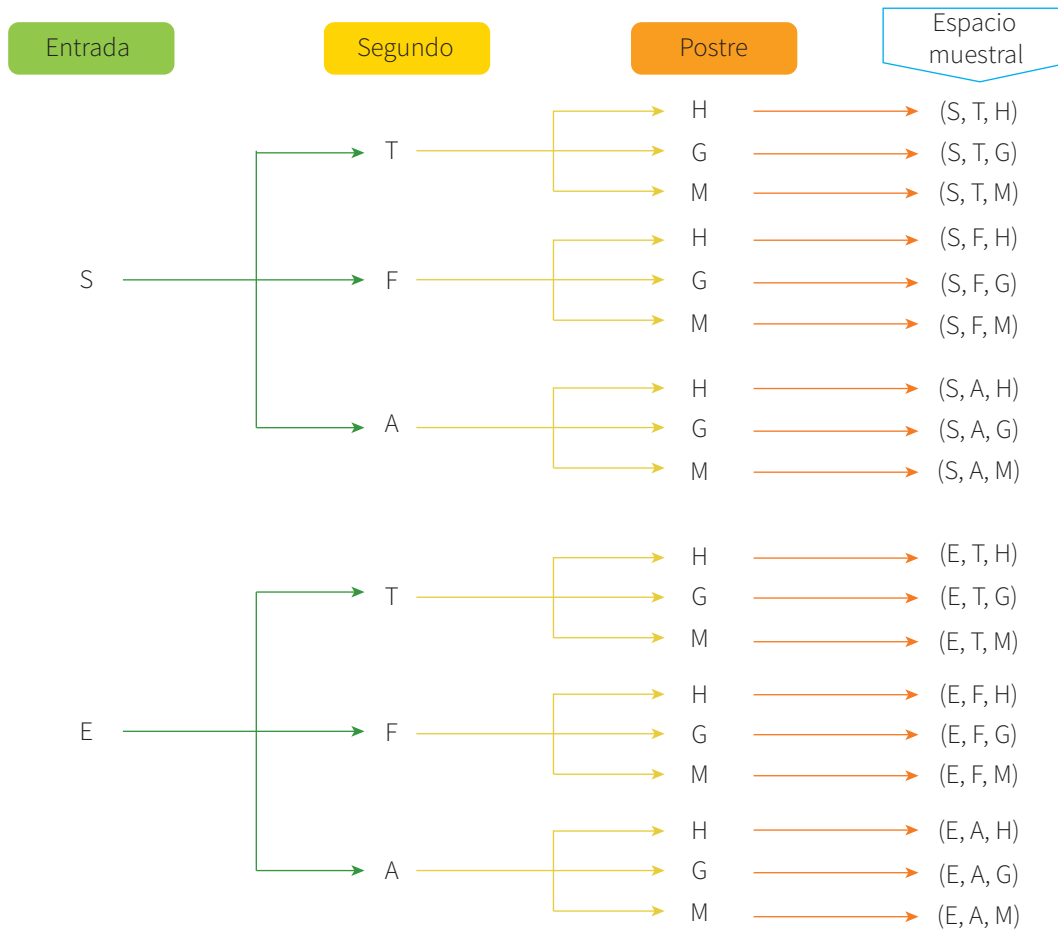 Entrada
Segundo
Postre
Espacio
muestral
S
T
H
(S, T, H)
G
(S, T, G)
M
(S, T, M)
F
H
(S, F, H)
G
(S, F, G)
M
(S, F, M)
A
H
(S, A, H)
G
(S, A, G)
M
(S, A, M)
E
T
H
(E, T, H)
G
(E, T, G)
M
(E, T, M)
F
H
(E, F, H)
G
(E, F, G)
M
(E, F, M)
A
H
(E, A, H)
G
(E, A, G)
M
(E, A, M)